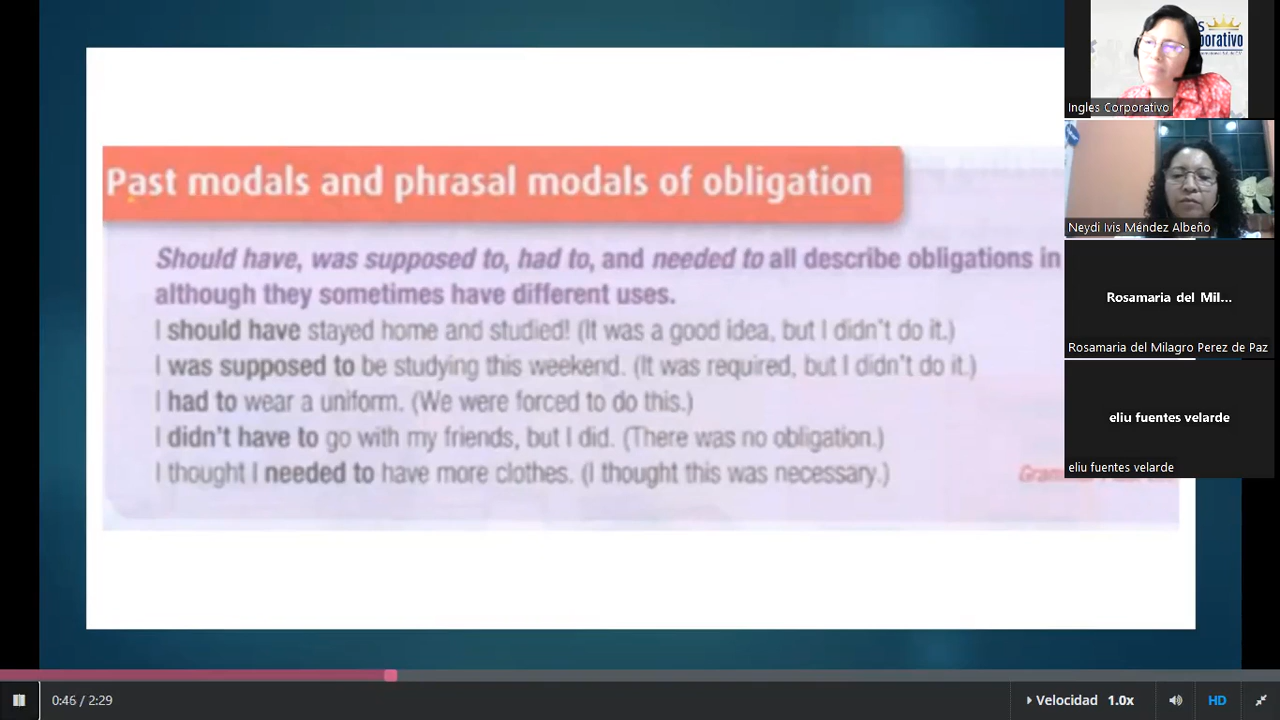 Past modals and phrasal modals of obligation
Should have, was supposed to, had to, and needed to all describe obligations in
although they sometimes have different uses.
I should have stayed home and studied! (It was a good idea, but I didn't do it.)
I was supposed to be studying this weekend. (It was required, but I didn't do it.)
I had to wear a uniform. (We were forced to do this.)
I didn't have to go with my friends, but I did. (There was no obligation.)
I thought I needed to have more clothes. (I thought this was necessary.)
Ingles Corporativo
Neydi Ivis Méndez Albeño
Rosamaria del Mil...
Rosamaria del Milagro Perez de Paz
eliu fuentes velarde
eliu fuentes velarde
0:46 / 2:29
Velocidad 1.0x
HD